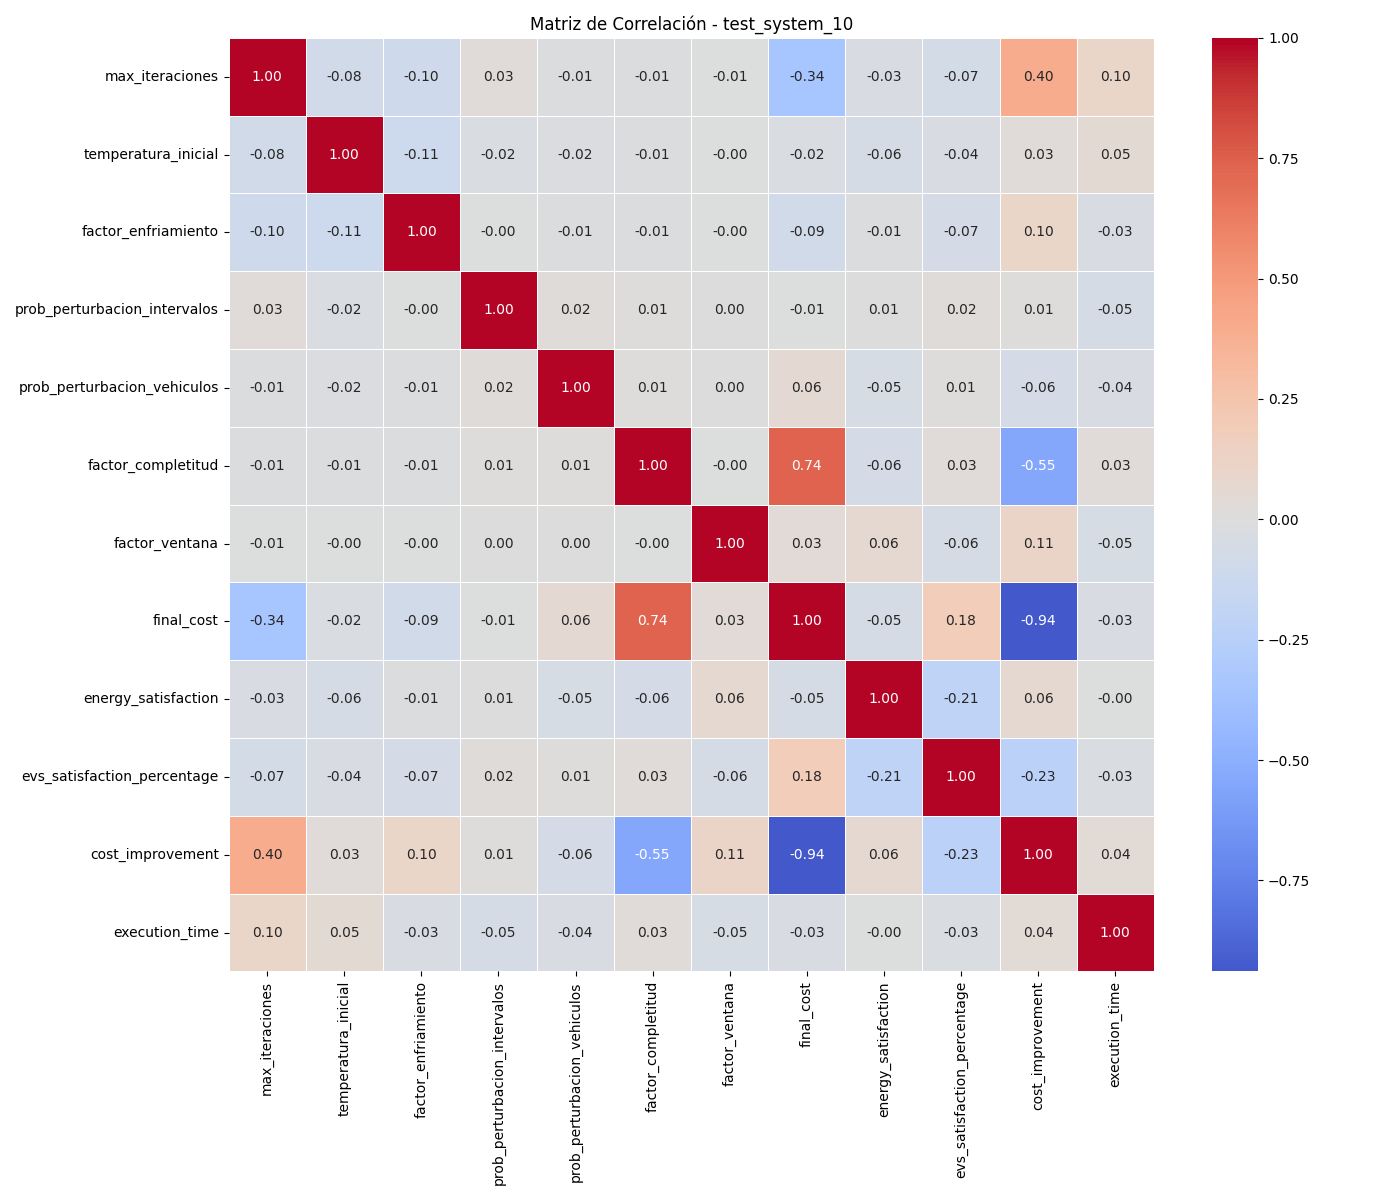 Matriz de Correlación - test_system_10
max_iteraciones 1.00 -0.08 -0.10 0.03 -0.01 -0.01 -0.01 -0.34 -0.03 -0.07 0.40 0.10
temperatura_inicial -0.08 1.00 -0.11 -0.02 -0.02 -0.01 -0.00 -0.02 -0.06 -0.04 0.03 0.05
factor_enfriamiento -0.10 -0.11 1.00 -0.00 -0.01 -0.01 -0.00 -0.09 -0.01 -0.07 0.10 -0.03
prob_perturbacion_intervalos 0.03 -0.02 -0.00 1.00 0.02 0.01 0.00 -0.01 0.01 0.02 0.01 -0.05
prob_perturbacion_vehiculos -0.01 -0.02 -0.01 0.02 1.00 0.01 0.00 0.06 -0.05 0.01 -0.06 -0.04
factor_completitud -0.01 -0.01 -0.01 0.01 0.01 1.00 -0.00 0.74 -0.06 0.03 -0.55 0.03
factor_ventana -0.01 -0.00 -0.00 0.00 0.00 -0.00 1.00 0.03 0.06 -0.06 0.11 -0.05
final_cost -0.34 -0.02 -0.09 -0.01 0.06 0.74 0.03 1.00 -0.05 0.18 -0.94 -0.03
energy_satisfaction -0.03 -0.06 -0.01 0.01 -0.05 -0.06 0.06 -0.05 1.00 -0.21 0.06 -0.00
evs_satisfaction_percentage -0.07 -0.04 -0.07 0.02 0.01 0.03 -0.06 0.18 -0.21 1.00 -0.23 -0.03
cost_improvement 0.40 0.03 0.10 0.01 -0.06 -0.55 0.11 -0.94 0.06 -0.23 1.00 0.04
execution_time 0.10 0.05 -0.03 -0.05 -0.04 0.03 -0.05 -0.03 -0.00 -0.03 0.04 1.00
max_iteraciones
temperatura_inicial
factor_enfriamiento
prob_perturbacion_intervalos
prob_perturbacion_vehiculos
factor_completitud
factor_ventana
final_cost
energy_satisfaction
evs_satisfaction_percentage
cost_improvement
execution_time
1.00
0.75
0.50
0.25
0.00
−0.25
−0.50
−0.75